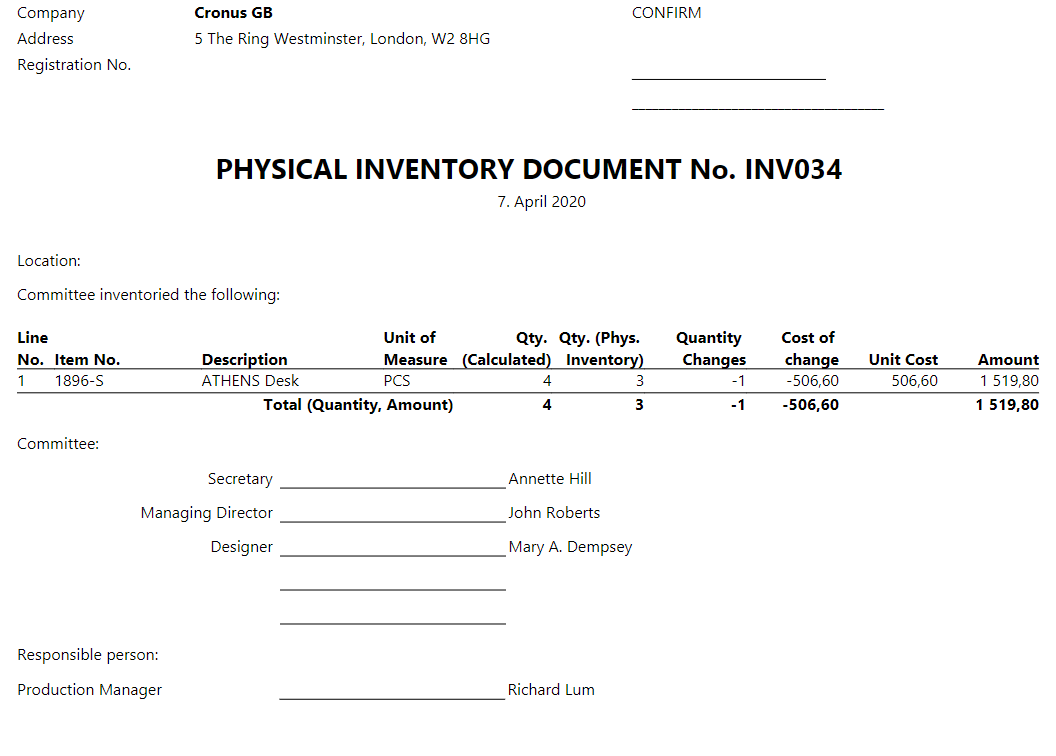 Company Cronus GB CONFIRM
Address 5 The Ring Westminster, London, W2 8HG
Registration No.
PHYSICAL INVENTORY DOCUMENT No. INV034
7. April 2020
Location:
Committee inventoried the following:
Line Unit of Qty. Qty. (Phys. Quantity Cost of
No. Item No. Description Measure (Calculated) Inventory) Changes change Unit Cost Amount
1 1896-S ATHENS Desk PCS 4 3 -1 -506,60 506,60 1 519,80
Total (Quantity, Amount) 4 3 -1 -506,60 1 519,80
Committee:
Secretary Annette Hill
Managing Director John Roberts
Designer Mary A. Dempsey
Responsible person:
Production Manager Richard Lum